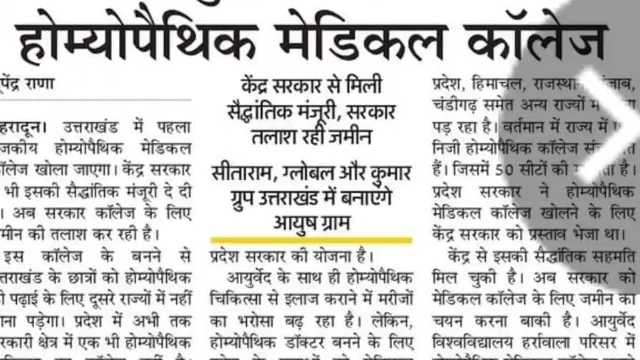 होम्योपैथिक मेडिकल कॉलेज
राणा
उत्तराखंड में पहला
होम्योपैथिक मेडिकल
खोला जाएगा। केंद्र सरकार
भी इसकी सैद्धांतिक मंजूरी दे दी
अब सरकार कॉलेज के लिए
की तलाश कर रही है।
इस कॉलेज के बनने से
के छात्रों को होम्योपैथिक
पढ़ाई के लिए दूसरे राज्यों में नहीं
पड़ेगा। प्रदेश में अभी तक
क्षेत्र में एक भी होम्योपैथिक
केंद्र सरकार से मिली
सैद्धांतिक मंजूरी, सरकार
तलाश रही जमीन
सीताराम, ग्लोबल और कुमार
ग्रुप उत्तराखंड में बनाएंगे
आयुष ग्राम
प्रदेश सरकार की योजना है।
आयुर्वेद के साथ ही होम्योपैथिक
चिकित्सा से इलाज कराने में मरीजों
का भरोसा बढ़ रहा है। लेकिन,
होम्योपैथिक डॉक्टर बनने के लिए
प्रदेश, हिमाचल, राजस्थान, पंजाब,
चंडीगढ़ समेत अन्य राज्यों में
पड़ रहा है। वर्तमान में राज्य में
निजी होम्योपैथिक कॉलेज
हैं। जिसमें 50 सीटों की है।
प्रदेश सरकार ने होम्योपैथिक
मेडिकल कॉलेज खोलने के लिए
केंद्र सरकार को प्रस्ताव भेजा था।
केंद्र से इसकी सैद्धांतिक सहमति
मिल चुकी है। अब सरकार को
मेडिकल कॉलेज के लिए जमीन का
चयन करना बाकी है। आयुर्वेद
विश्वविद्यालय हर्रावाला परिसर में